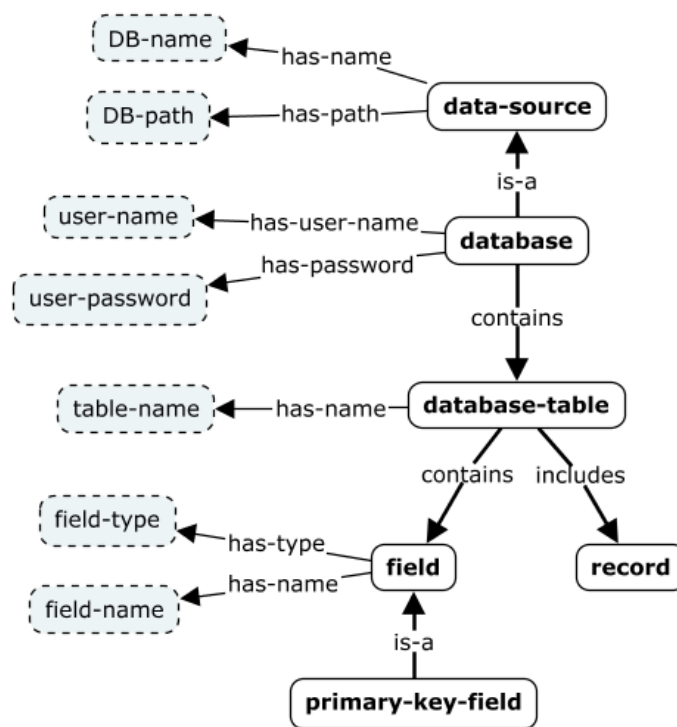 DB-name
has-name
data-source
DB-path
has-path
is-a
user-name
has-user-name
database
has-password
user-password
contains
table-name
has-name
database-table
contains
includes
field-type
has-type
field
record
has-name
field-name
is-a
primary-key-field